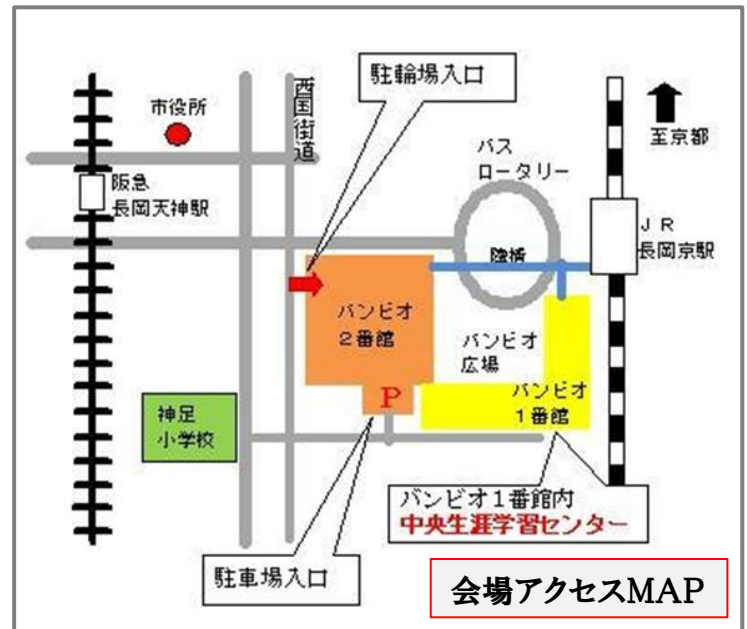 駐輪場入口
西国街道
市役所
至京都
バス
ロータリー
阪急
長岡天神駅
JR
長岡京駅
陸橋
バンビオ
2番館
バンビオ
広場
P
バンビオ
1番館
神足
小学校
バンビオ1番館内
中央生涯学習センター
駐車場入口
会場アクセスMAP